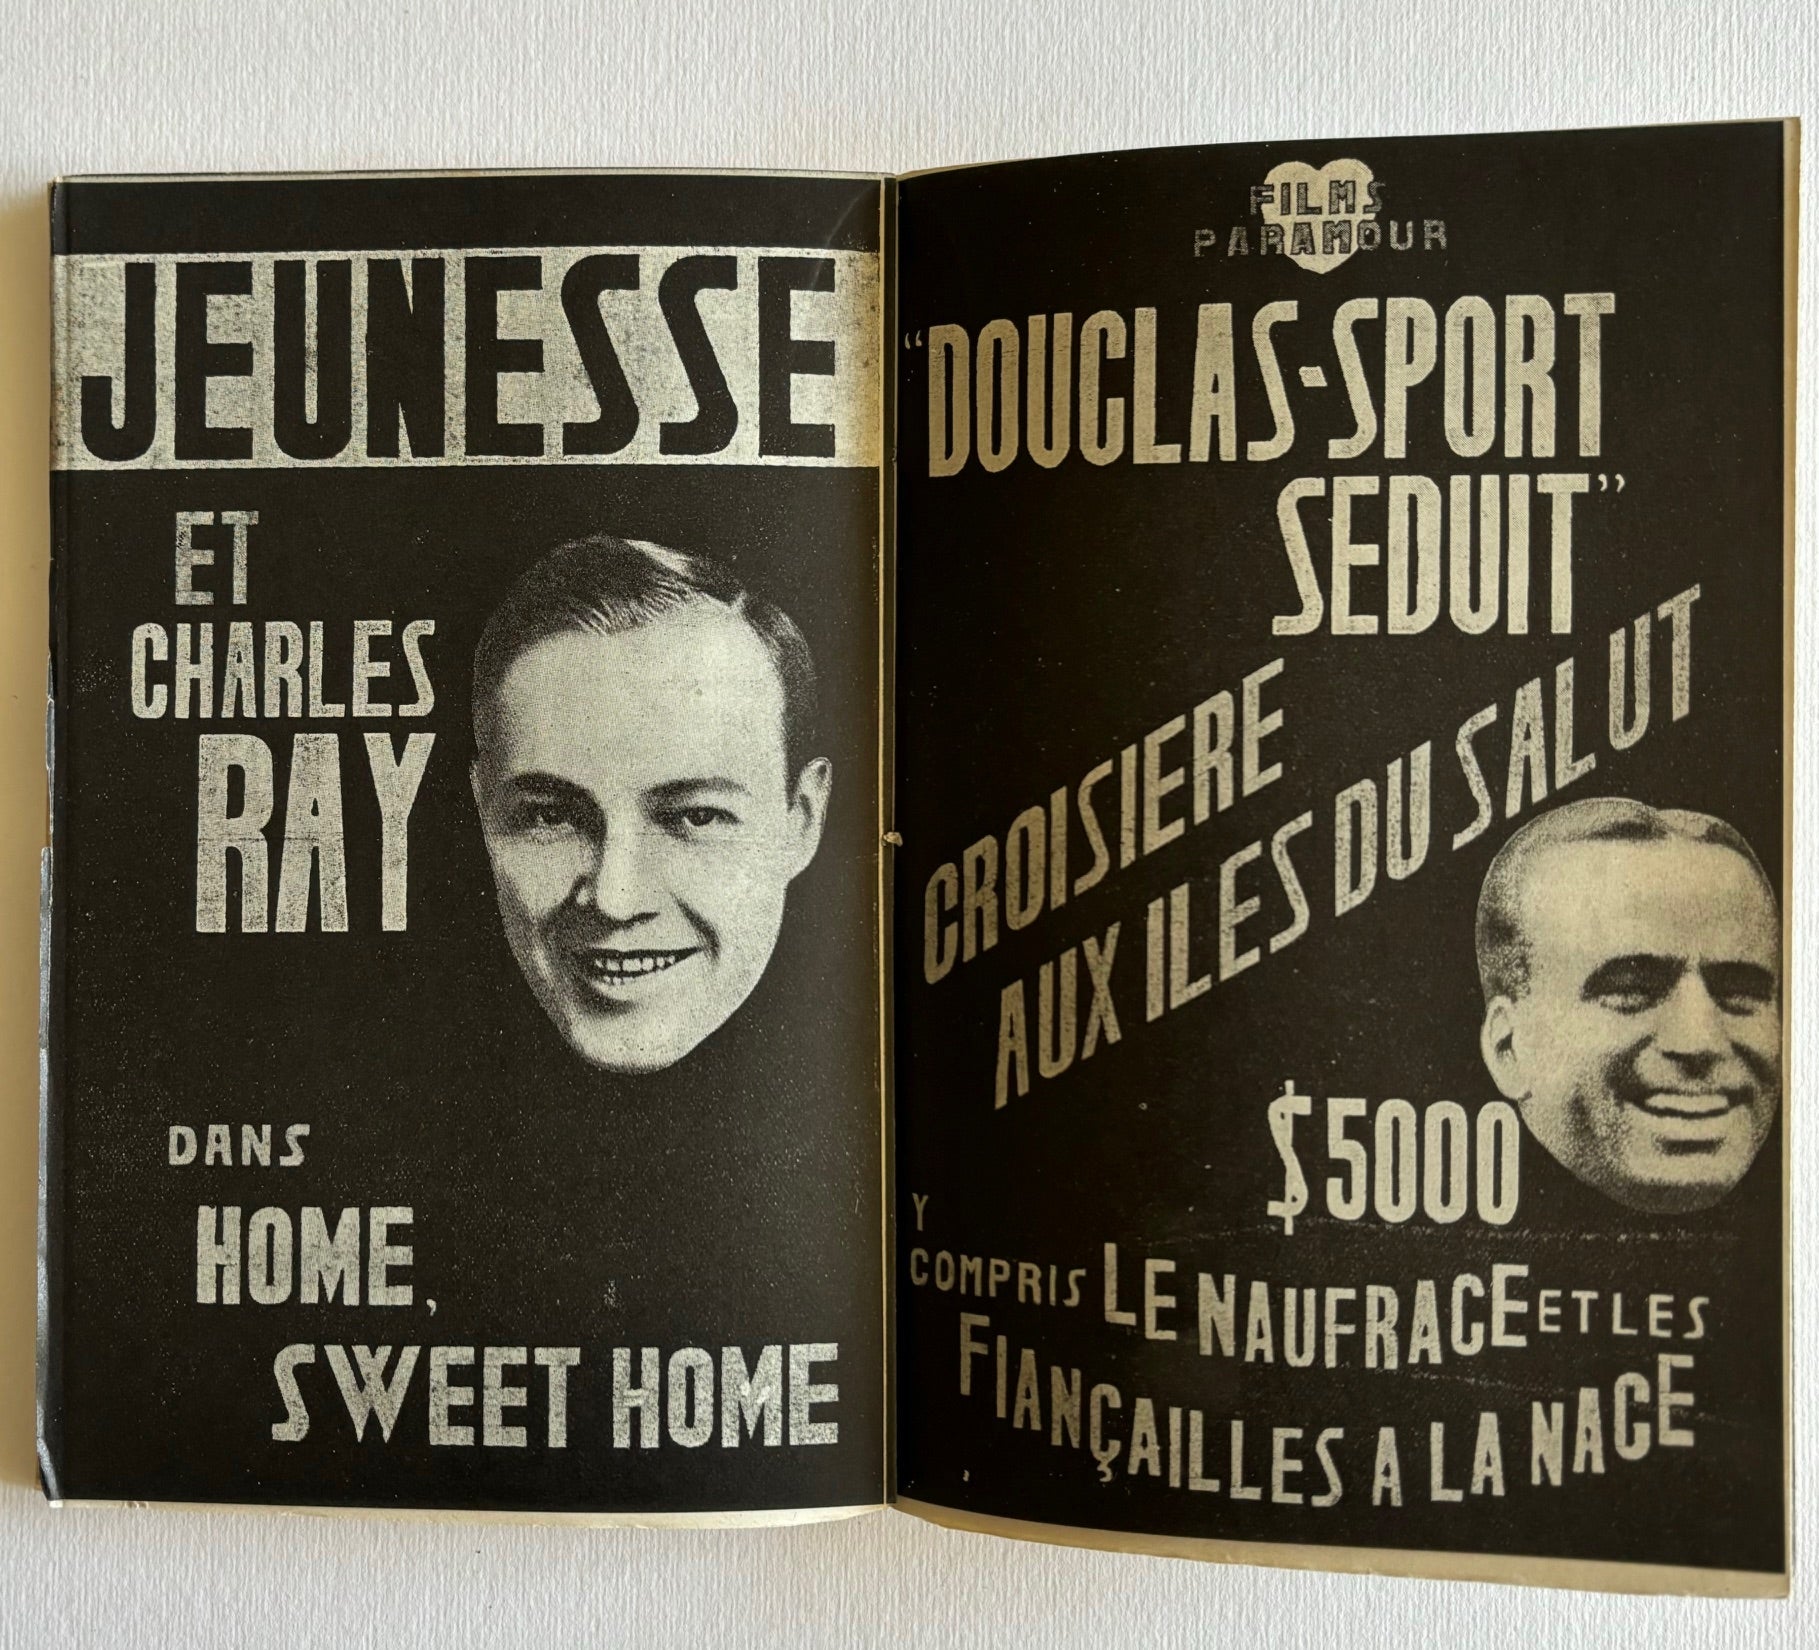 JEUNESSE
ET
CHARLES
RAY
DANS
HOME,
SWEET HOME
FILMS
PARAMOUR
"DOUGLAS-SPORT
SEDUIT"
CROISIERE
AUX ILES DU SALUT
$5000
Y
COMPRIS LE NAUFRAGE ET LES
FIANÇAILLES A LA NAGE